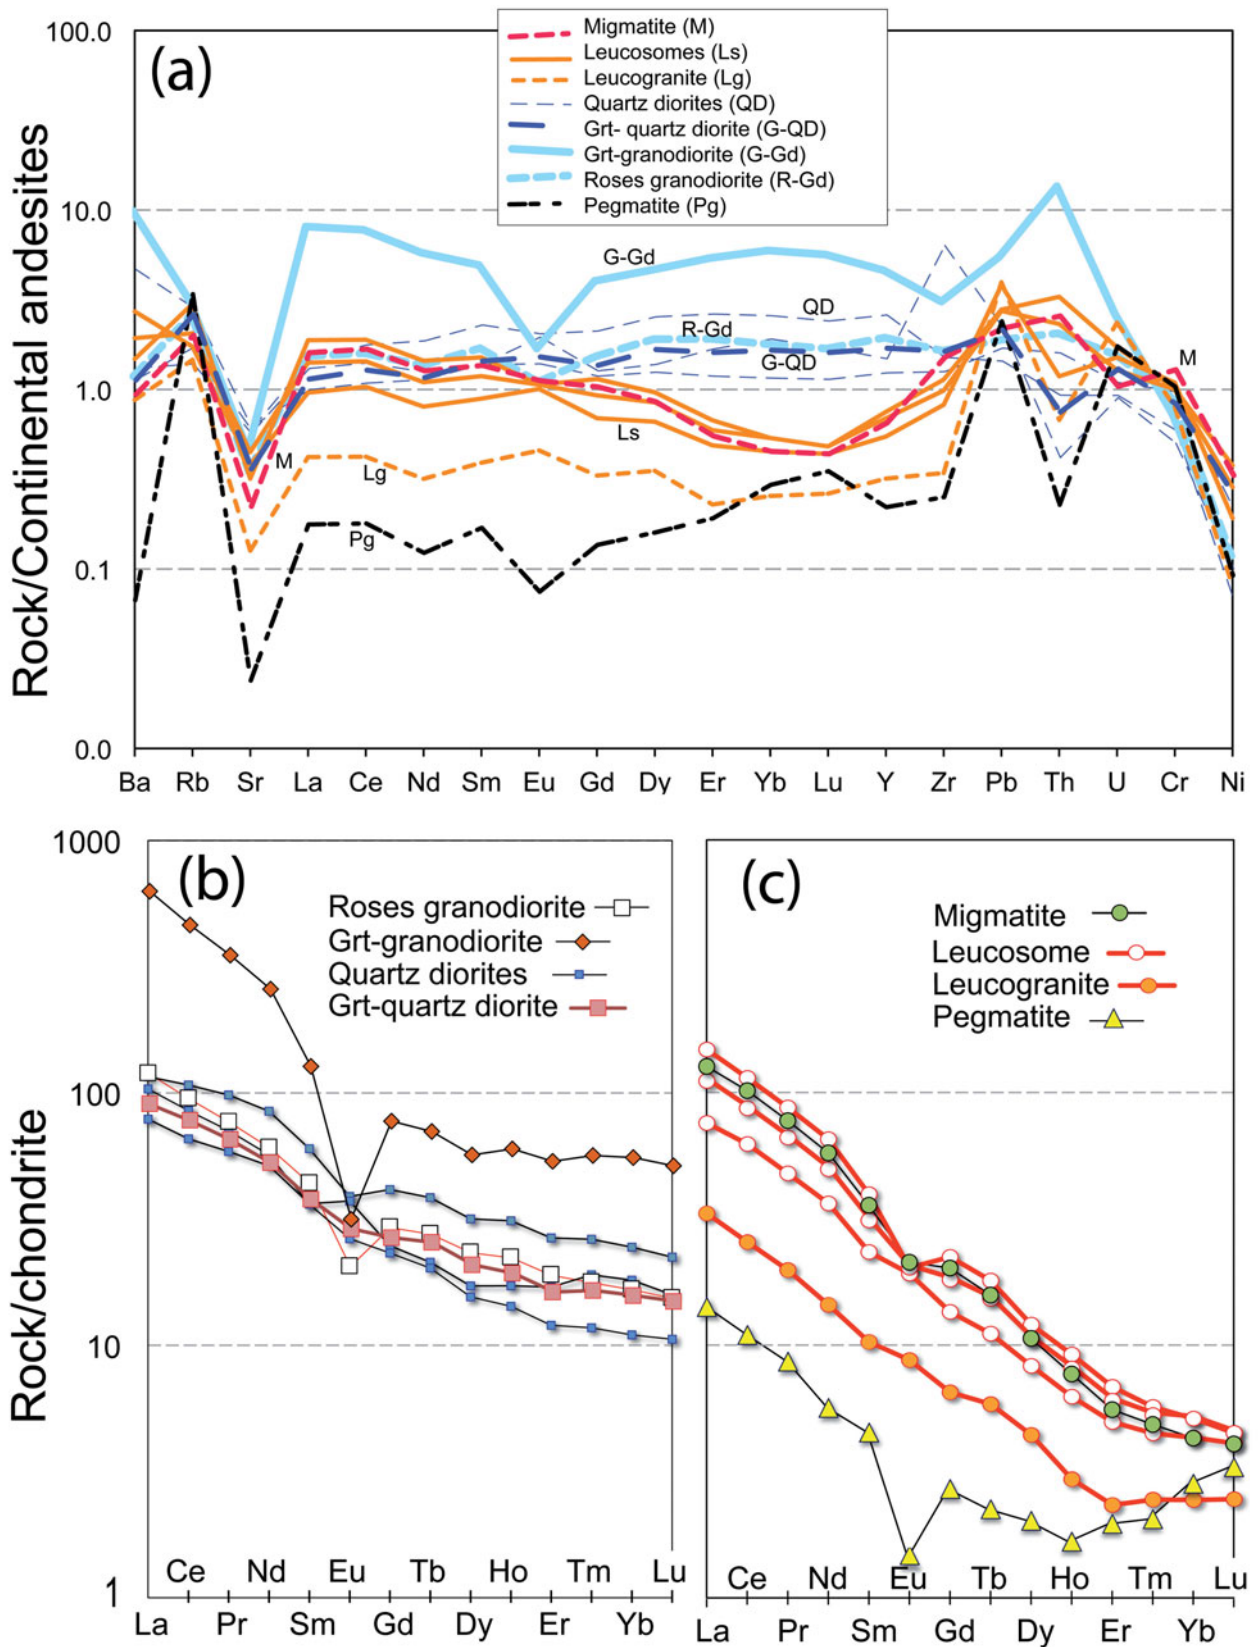 (a)
Migmatite (M)
Leucosomes (Ls)
Leucogranite (Lg)
Quartz diorites (QD)
Grt- quartz diorite (G-QD)
Grt-granodiorite (G-Gd)
Roses granodiorite (R-Gd)
Pegmatite (Pg)
Rock/Continental andesites
100.0
10.0
1.0
0.1
0.0
G-Gd
QD
R-Gd
G-QD
M
M
Ls
Lg
Pg
Ba Rb Sr La Ce Nd Sm Eu Gd Dy Er Yb Lu Y Zr Pb Th U Cr Ni
Rock/chondrite
1000
100
10
1
(b)
Roses granodiorite
Grt-granodiorite
Quartz diorites
Grt-quartz diorite
Ce Nd Eu Tb Ho Tm Lu
La Pr Sm Gd Dy Er Yb
(c)
Migmatite
Leucosome
Leucogranite
Pegmatite
Ce Nd Eu Tb Ho Tm Lu
La Pr Sm Gd Dy Er Yb